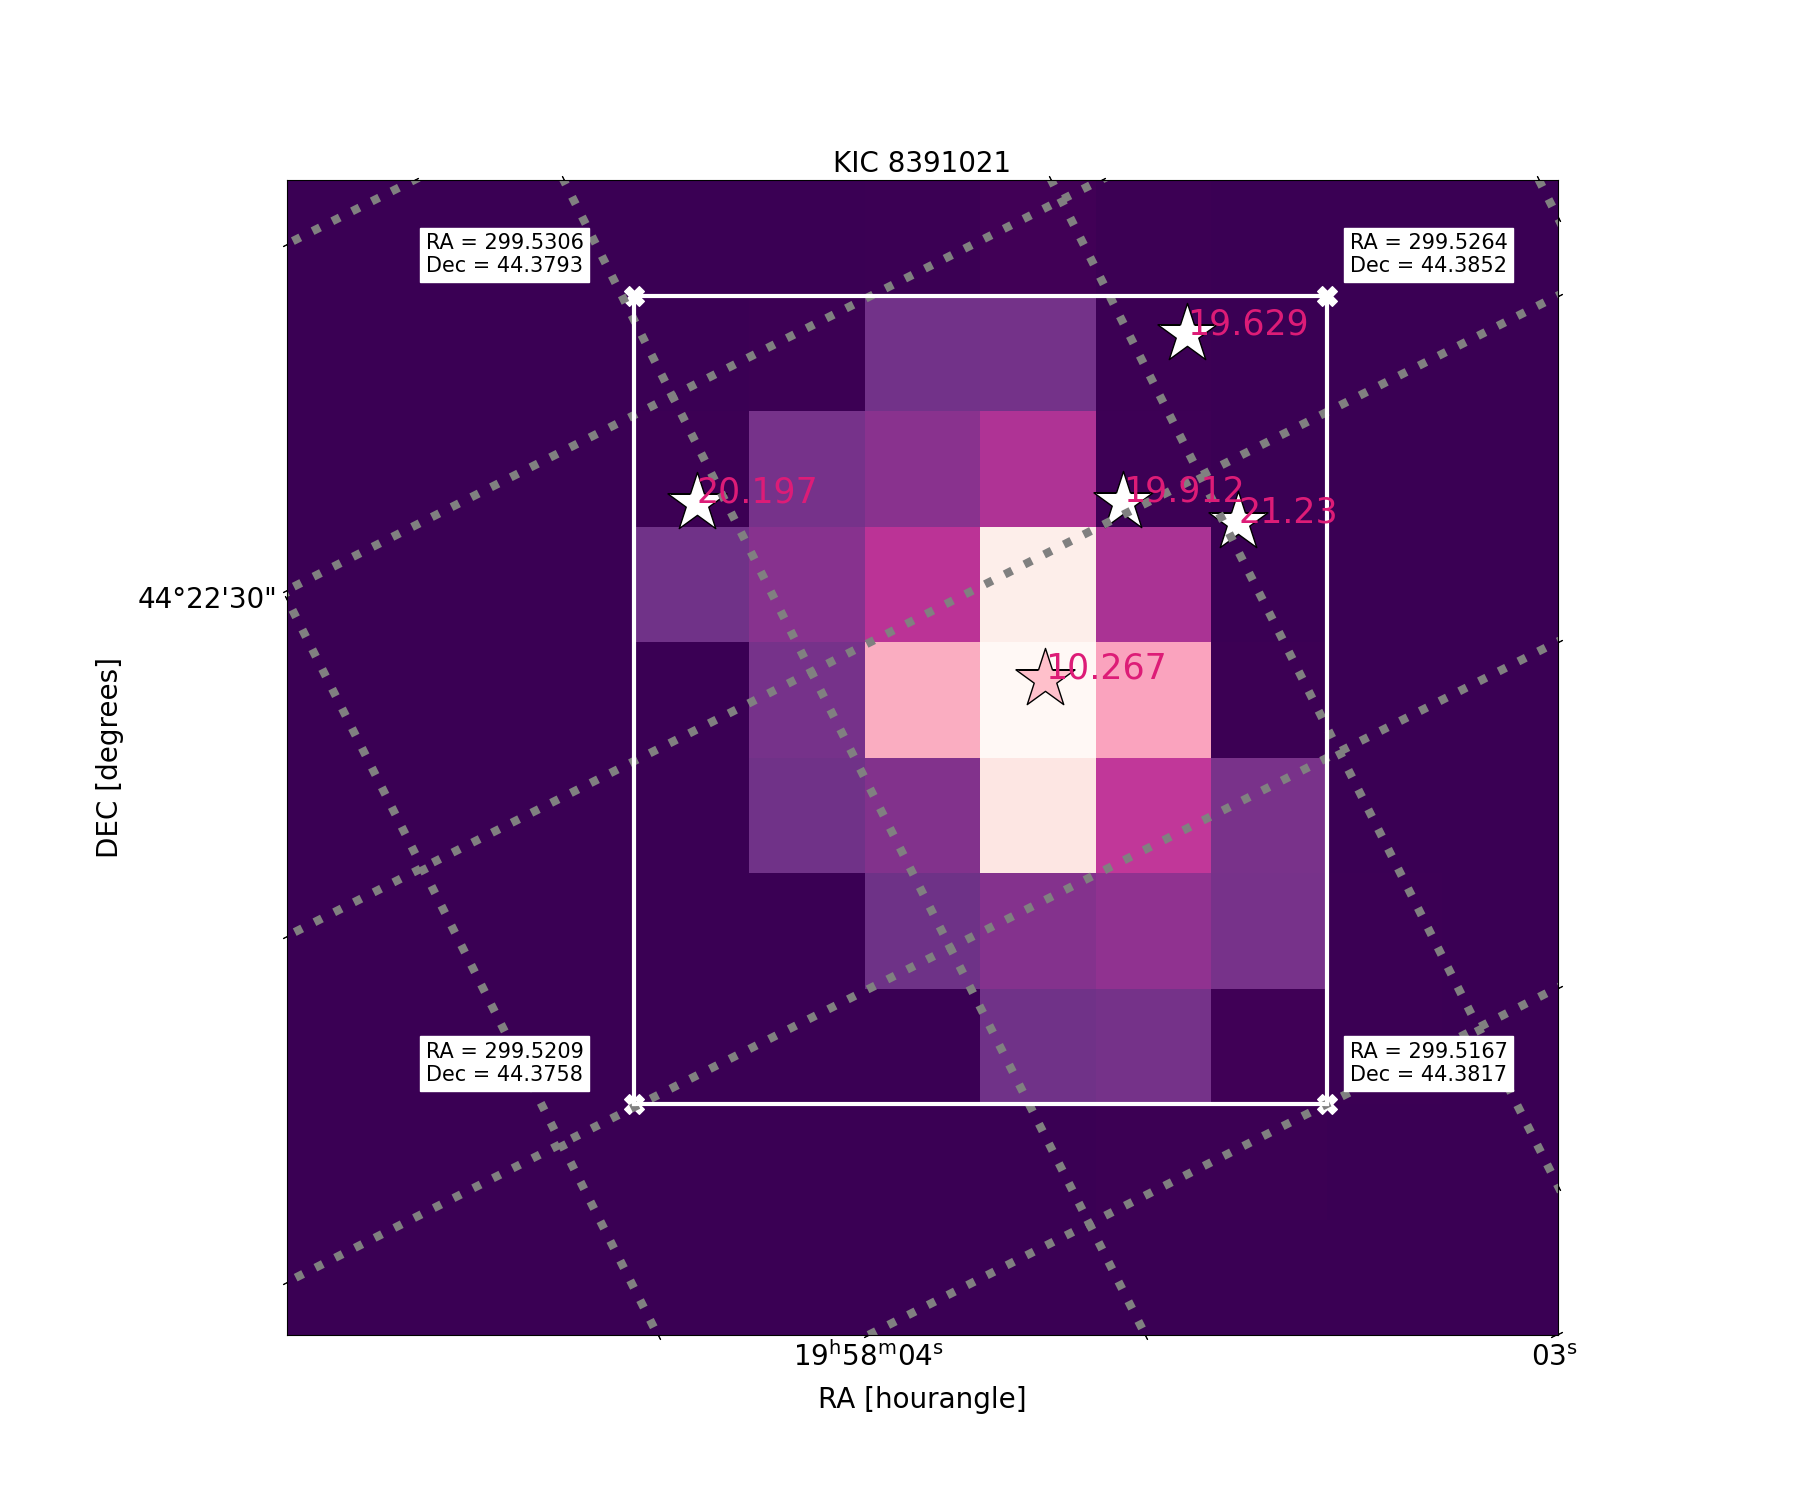 KIC 8391021
RA = 299.5306
Dec = 44.3793
RA = 299.5264
Dec = 44.3852
19.629
20.197
19.912
21.23
44°22'30"
10.267
DEC [degrees]
RA = 299.5209
Dec = 44.3758
RA = 299.5167
Dec = 44.3817
19ʰ58ᵐ04ˢ
03ˢ
RA [hourangle]